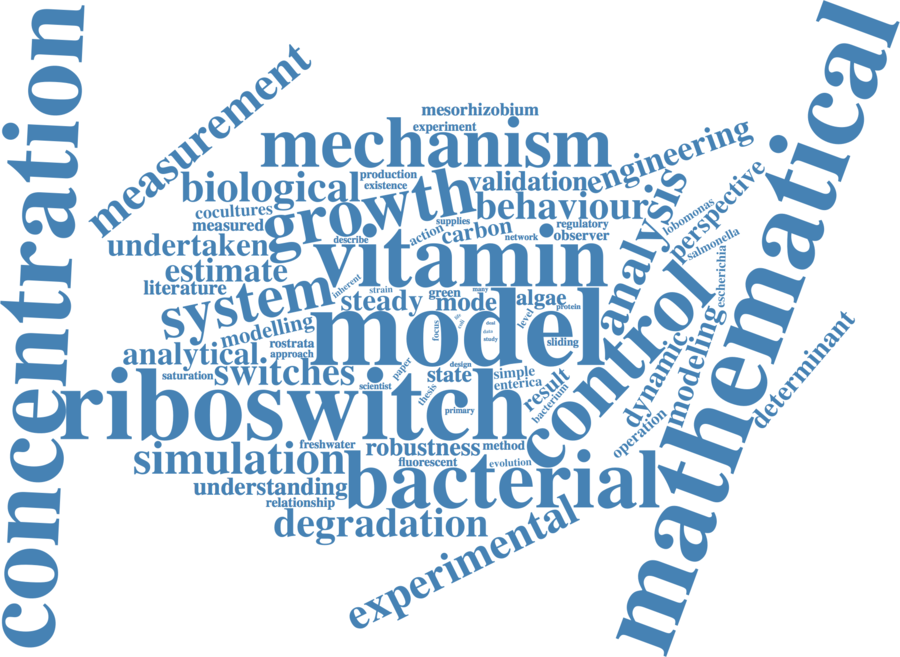 concentration
measurement
mesorhizobium
experiment
mechanism
mathematical
engineering
production
existence
biological
growth
validation
behaviour
cocultures
measured
supplies
regulatory
action
carbon
network
observer
describe
undertaken
analysis
lobomonas
perspective
salmonella
escherichia
vitamin
estimate
literature
inherent
strain
green
many
mode
algae
protein
steady
system
modelling
model
focus
level
study
sliding
control
dynamic
modeling
determinant
rostrata
approach
analytical.
saturation
switches
scientist
paper
design
state
simple
enterica
result
bacterium
thesis
primary
riboswitch
operation
freshwater
robustness
method
simulation
fluorescent
evolution
bacterial
understanding
relationship
degradation
experimental